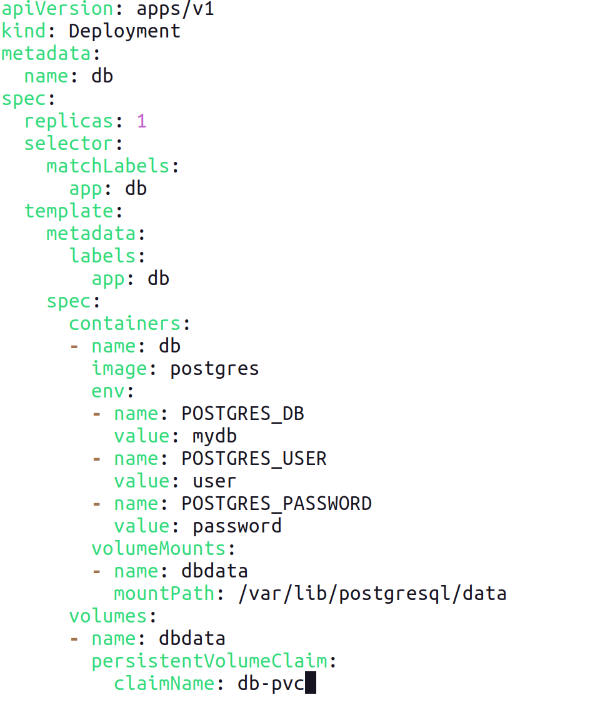 apiVersion: apps/v1
kind: Deployment
metadata:
  name: db
spec:
  replicas: 1
  selector:
    matchLabels:
      app: db
  template:
    metadata:
      labels:
        app: db
    spec:
      containers:
      - name: db
        image: postgres
        env:
        - name: POSTGRES_DB
          value: mydb
        - name: POSTGRES_USER
          value: user
        - name: POSTGRES_PASSWORD
          value: password
        volumeMounts:
        - name: dbdata
          mountPath: /var/lib/postgresql/data
      volumes:
      - name: dbdata
        persistentVolumeClaim:
          claimName: db-pvc